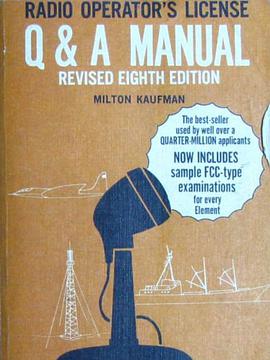 RADIO OPERATOR'S LICENSE
Q & A MANUAL
REVISED EIGHTH EDITION
MILTON KAUFMAN
The best-seller
used by well over a
QUARTER-MILLION applicants
NOW INCLUDES
sample FCC-type
examinations
for every
Element